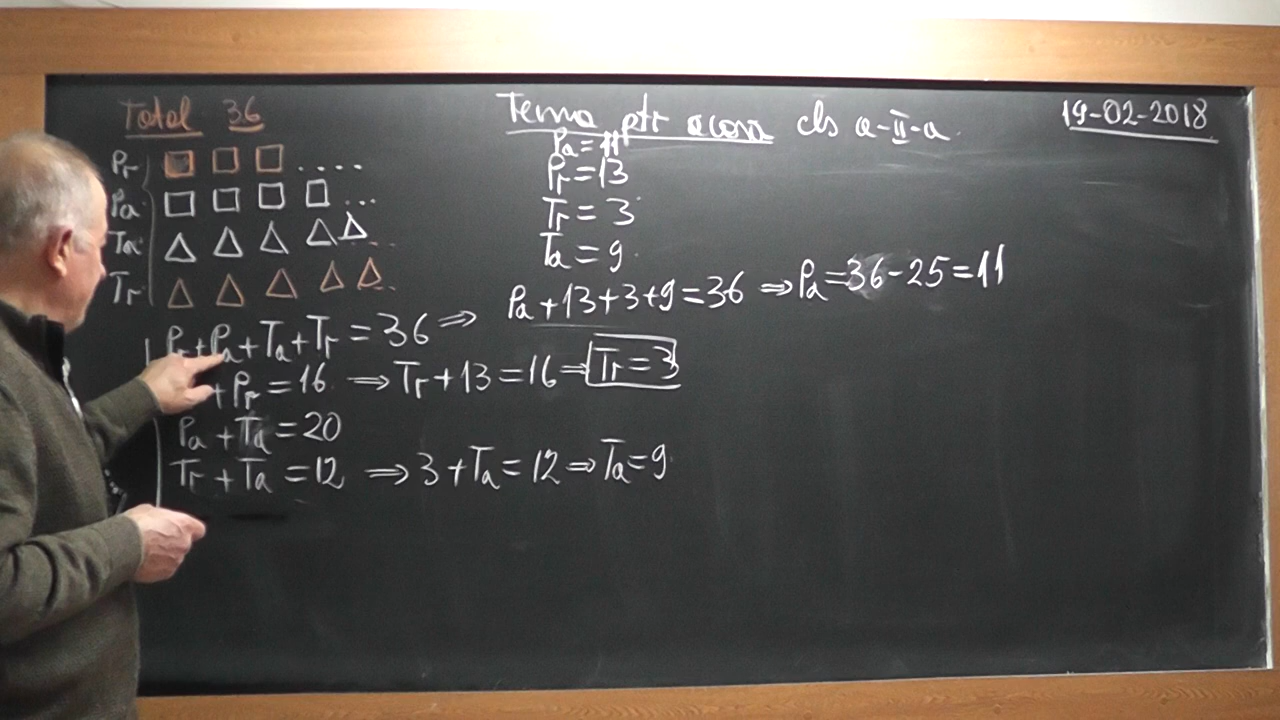 Total 36
Tema ptr acasa cls a-II-a.
19-02-2018
Pa=11
Pr=13
Tr=3
Ta=9.
Pr
Pa
Ta
Tr
Pr+Pa+Ta+Tr=36 ⇒ Pa+13+3+9=36 ⇒ Pa=36-25=11
+Pr=16 ⇒ Tr+13=16 ⇒ Tr=3
Pa+Ta=20
Tr+Ta=12 ⇒ 3+Ta=12 ⇒ Ta=9.